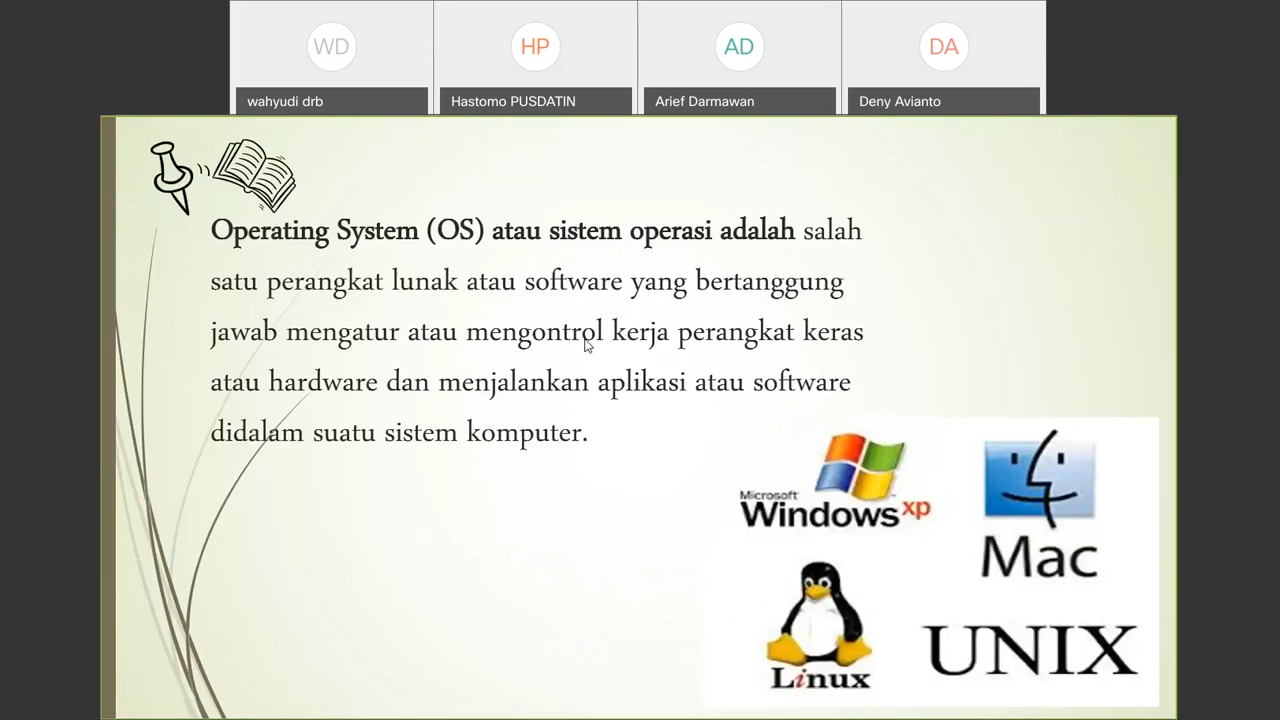 WD
HP
AD
DA
wahyudi drb
Hastomo PUSDATIN
Arief Darmawan
Deny Avianto
Operating System (OS) atau sistem operasi adalah salah
satu perangkat lunak atau software yang bertanggung
jawab mengatur atau mengontrol kerja perangkat keras
atau hardware dan menjalankan aplikasi atau software
didalam suatu sistem komputer.
Microsoft
Windows xp
Mac
Linux
UNIX